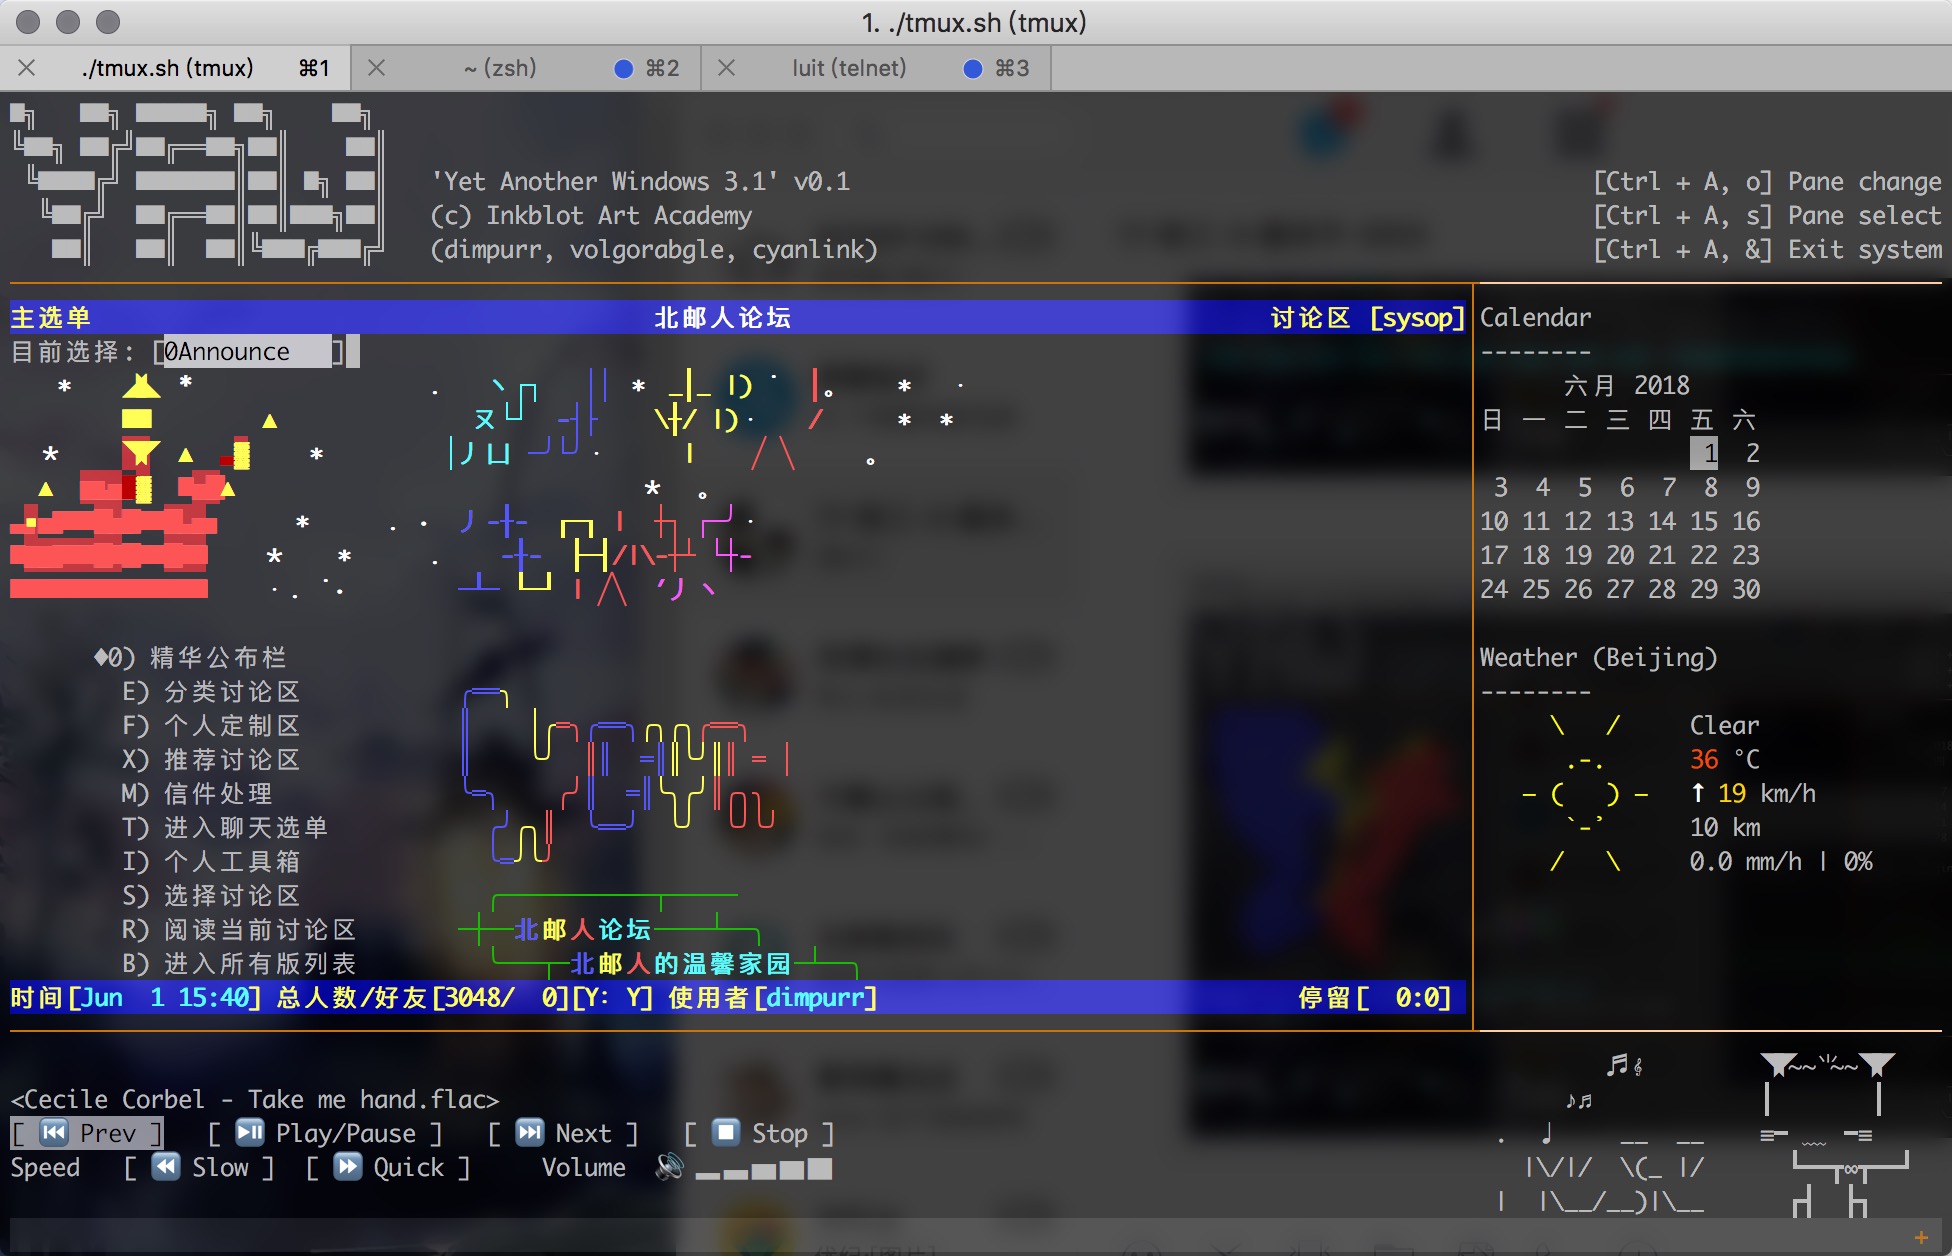 1. ./tmux.sh (tmux)
./tmux.sh (tmux) ⌘1
~ (zsh) ⌘2
luit (telnet) ⌘3
'Yet Another Windows 3.1' v0.1
(c) Inkblot Art Academy
(dimpurr, volgorabgle, cyanlink)
[Ctrl + A, o] Pane change
[Ctrl + A, s] Pane select
[Ctrl + A, &] Exit system
主选单 北邮人论坛 讨论区 [sysop]
目前选择: [0Announce ]
◆0) 精华公布栏
E) 分类讨论区
F) 个人定制区
X) 推荐讨论区
M) 信件处理
T) 进入聊天选单
I) 个人工具箱
S) 选择讨论区
R) 阅读当前讨论区
B) 进入所有版列表
北邮人论坛
北邮人的温馨家园
时间[Jun  1 15:40] 总人数/好友[3048/  0][Y: Y] 使用者[dimpurr] 停留[  0:0]
Calendar
--------
六月 2018
日 一 二 三 四 五 六
1 2
3 4 5 6 7 8 9
10 11 12 13 14 15 16
17 18 19 20 21 22 23
24 25 26 27 28 29 30
Weather (Beijing)
--------
Clear
36 °C
↑ 19 km/h
10 km
0.0 mm/h | 0%
<Cecile Corbel - Take me hand.flac>
[ ⏮ Prev ] [ ⏯ Play/Pause ] [ ⏭ Next ] [ ⏹ Stop ]
Speed [ ⏪ Slow ] [ ⏩ Quick ] Volume